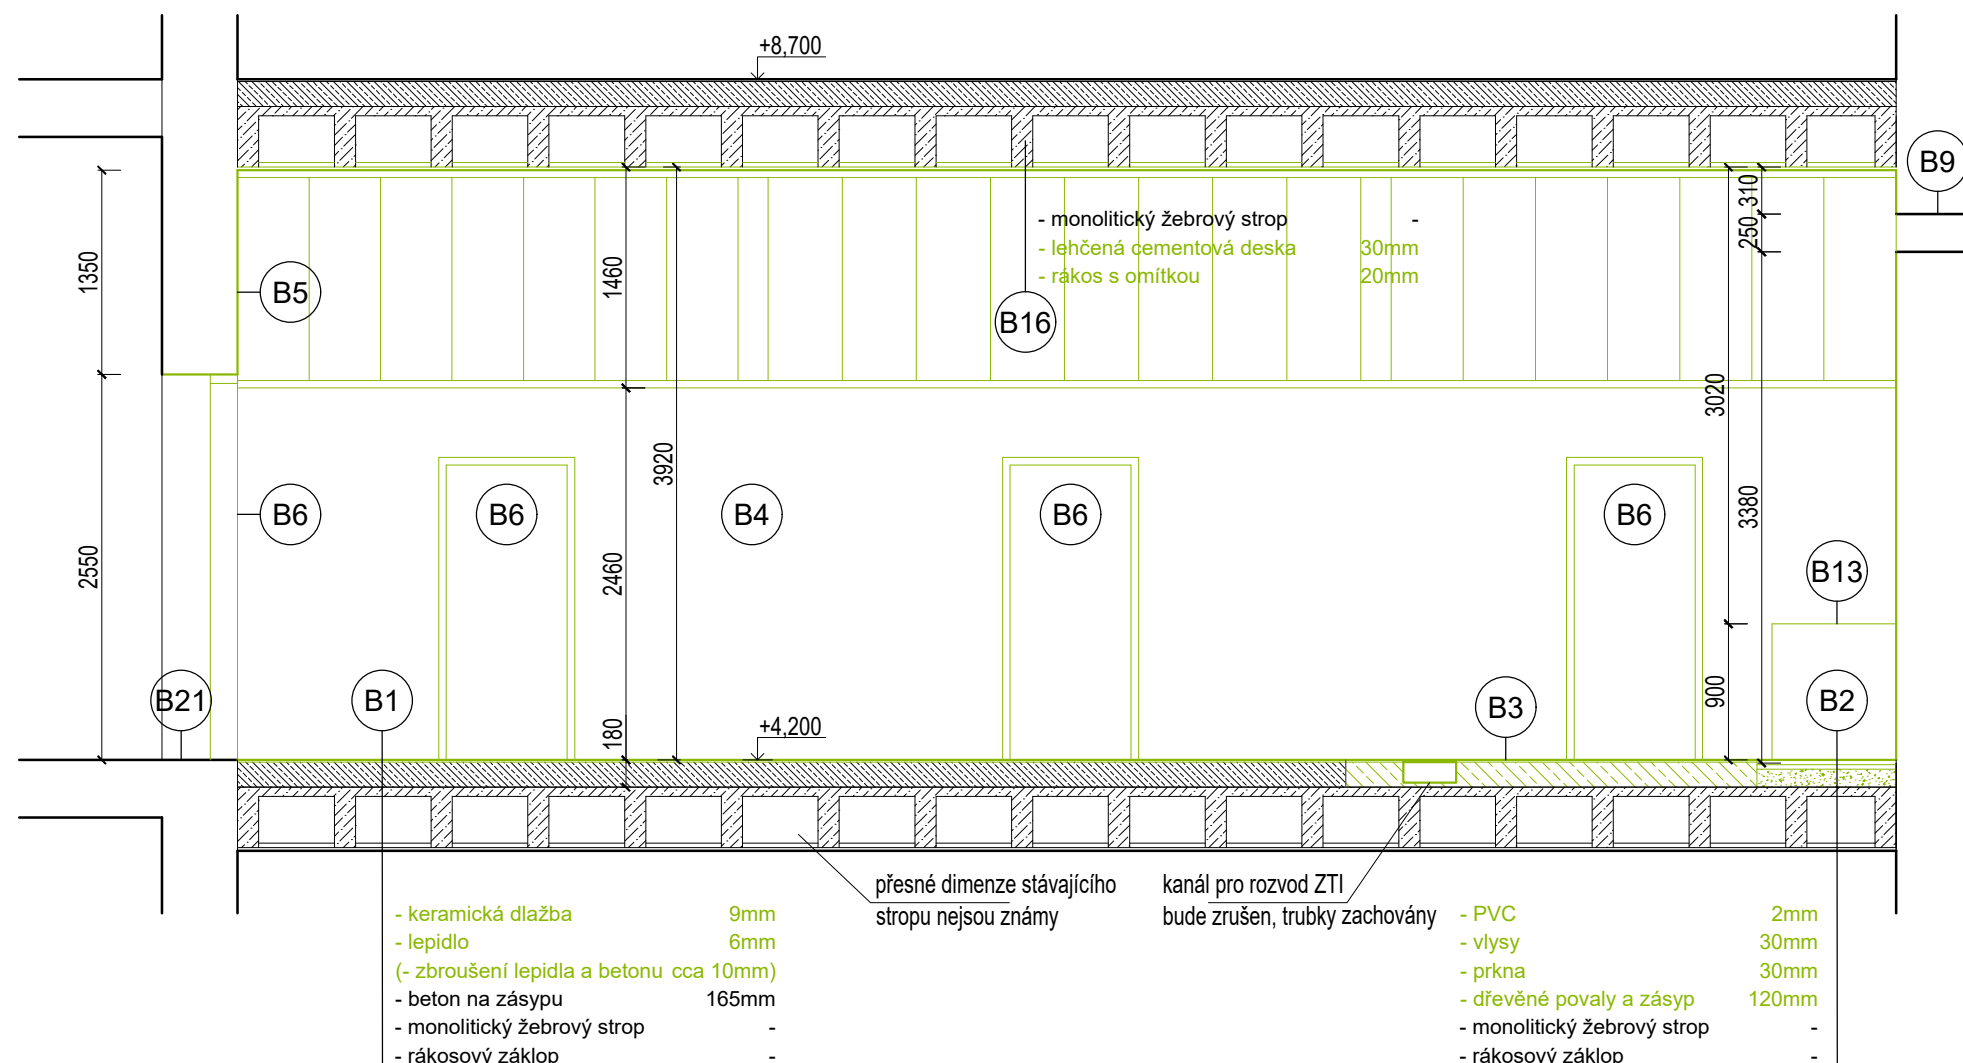 +8,700
B9
310
250
- monolitický žebrový strop -
- lehčená cementová deska 30mm
- rákos s omítkou 20mm
1350
B5
1460
B16
3020
3920
3380
B6
B6
B4
B6
B6
2550
2460
B13
900
B21
B1
B3
B2
180
+4,200
přesné dimenze stávajícího
stropu nejsou známy
kanál pro rozvod ZTI
bude zrušen, trubky zachovány
- keramická dlažba 9mm
- lepidlo 6mm
(- zbroušení lepidla a betonu cca 10mm)
- beton na zásypu 165mm
- monolitický žebrový strop -
- rákosový záklop -
- PVC 2mm
- vlysy 30mm
- prkna 30mm
- dřevěné povaly a zásyp 120mm
- monolitický žebrový strop -
- rákosový záklop -